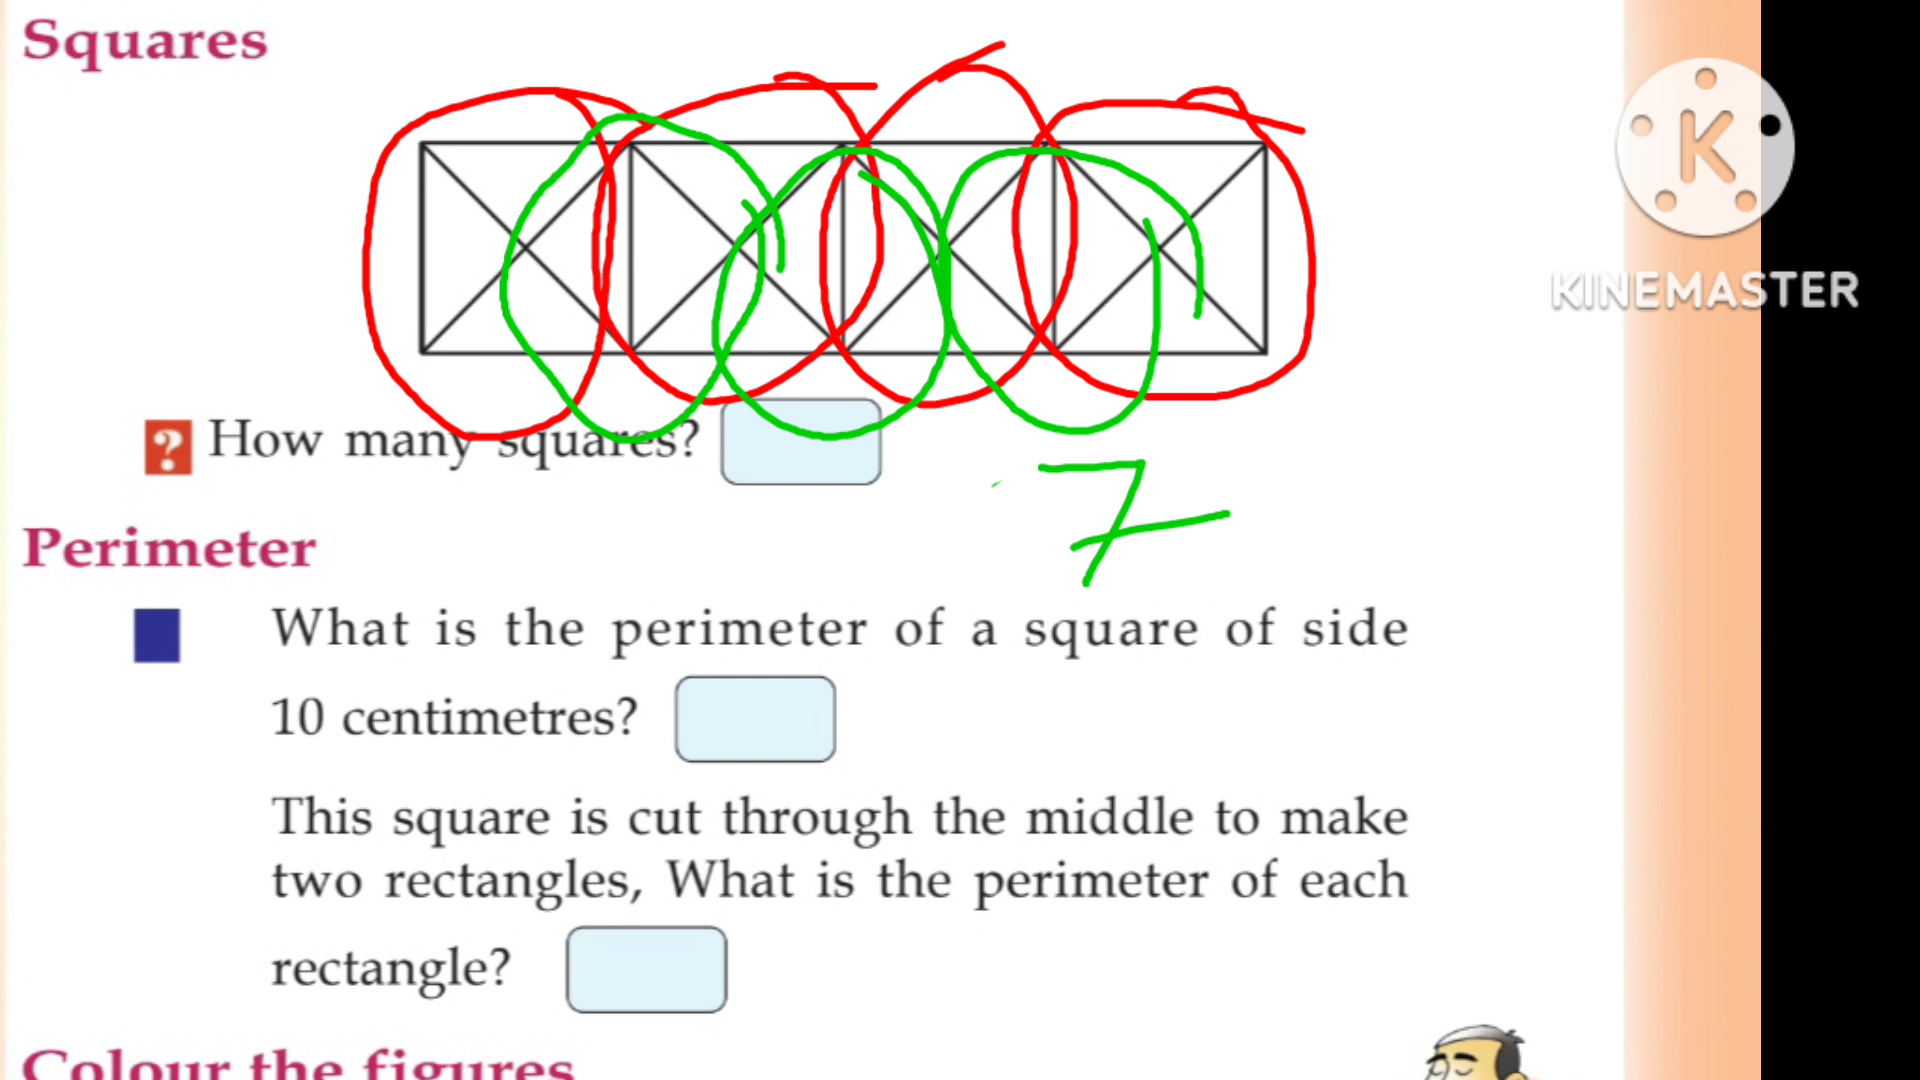 Squares
K
KINEMASTER
? How many squares?
7
Perimeter
What is the perimeter of a square of side
10 centimetres?
This square is cut through the middle to make
two rectangles, What is the perimeter of each
rectangle?
Colour the figures